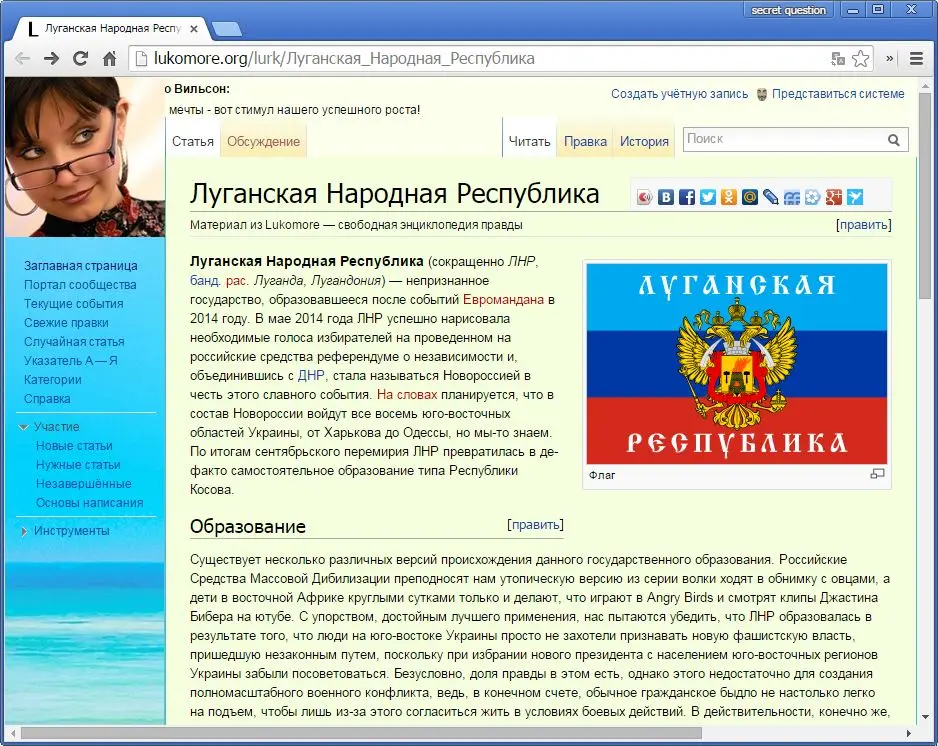 secret question
Луганская Народная Респу
lukomore.org/lurk/Луганская_Народная_Республика
о Вильсон:
мечты - вот стимул нашего успешного роста!
Создать учётную запись Представиться системе
Статья Обсуждение Читать Правка История Поиск
Луганская Народная Республика
Материал из Lukomore — свободная энциклопедия правды [править]
Заглавная страница
Портал сообщества
Текущие события
Свежие правки
Случайная статья
Указатель А — Я
Категории
Справка
Участие
Новые статьи
Нужные статьи
Незавершённые
Основы написания
Инструменты
Луганская Народная Республика (сокращенно ЛНР,
банд. рас. Луганда, Лугандония) — непризнанное
государство, образовавшееся после событий Евромандана в
2014 году. В мае 2014 года ЛНР успешно нарисовала
необходимые голоса избирателей на проведенном на
российские средства референдуме о независимости и,
объединившись с ДНР, стала называться Новороссией в
честь этого славного события. На словах планируется, что в
состав Новороссии войдут все восемь юго-восточных
областей Украины, от Харькова до Одессы, но мы-то знаем.
По итогам сентябрьского перемирия ЛНР превратилась в де-
факто самостоятельное образование типа Республики
Косова.
ЛУГАНСКАЯ
РЕСПУБЛИКА
Флаг
Образование [править]
Существует несколько различных версий происхождения данного государственного образования. Российские
Средства Массовой Дибилизации преподносят нам утопическую версию из серии волки ходят в обнимку с овцами, а
дети в восточной Африке круглыми сутками только и делают, что играют в Angry Birds и смотрят клипы Джастина
Бибера на ютубе. С упорством, достойным лучшего применения, нас пытаются убедить, что ЛНР образовалась в
результате того, что люди на юго-востоке Украины просто не захотели признавать новую фашистскую власть,
пришедшую незаконным путем, поскольку при избрании нового президента с населением юго-восточных регионов
Украины забыли посоветоваться. Безусловно, доля правды в этом есть, однако этого недостаточно для создания
полномасштабного военного конфликта, ведь, в конечном счете, обычное гражданское быдло не настолько легко
на подъем, чтобы лишь из-за этого согласиться жить в условиях боевых действий. В действительности, конечно же,